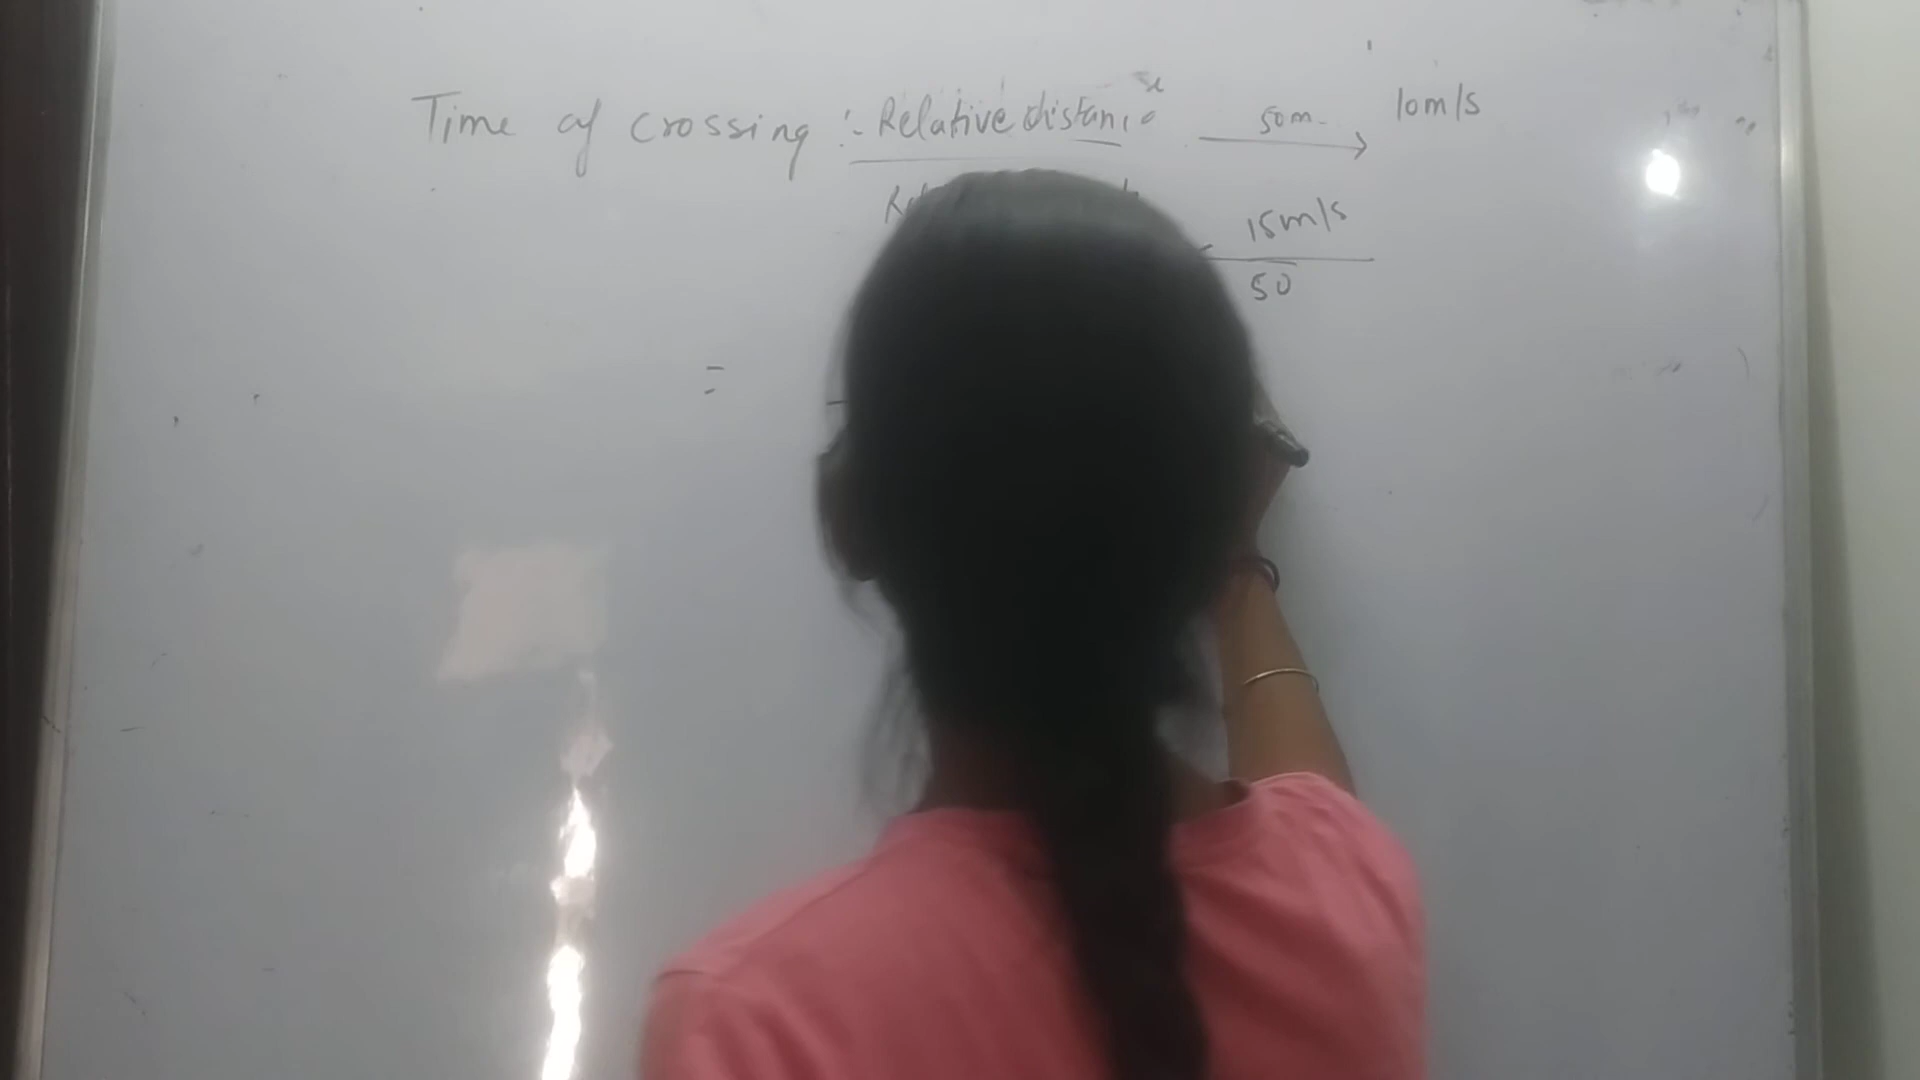 Time of crossing :- Relative distance
50m 10m/s
15m/s
50
=